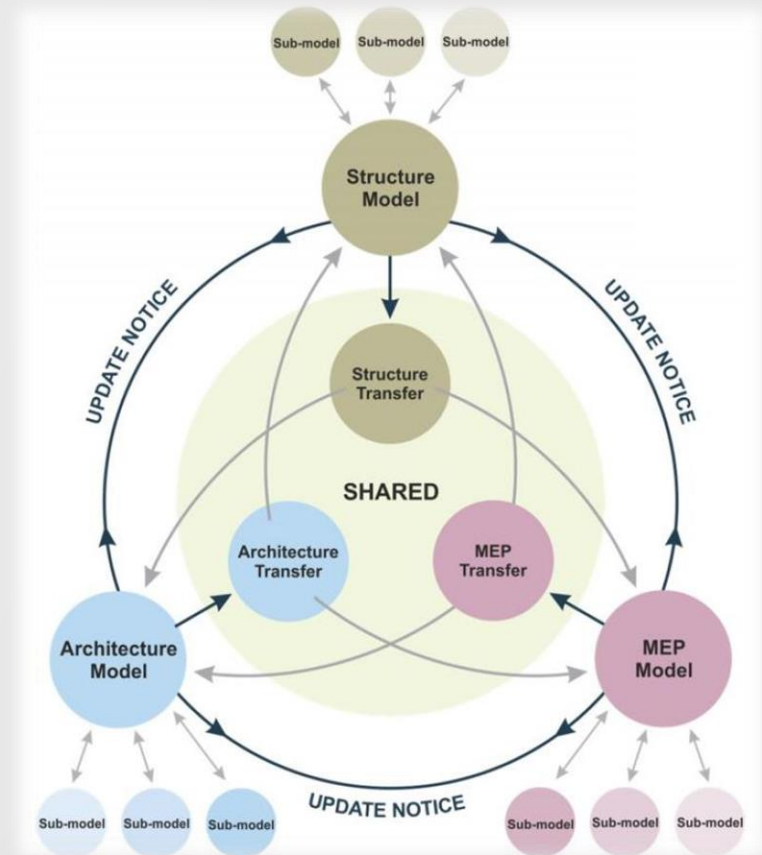 Sub-model
Sub-model
Sub-model
Structure
Model
UPDATE NOTICE
UPDATE NOTICE
Structure
Transfer
SHARED
Architecture
Transfer
MEP
Transfer
Architecture
Model
MEP
Model
UPDATE NOTICE
Sub-model
Sub-model
Sub-model
Sub-model
Sub-model
Sub-model